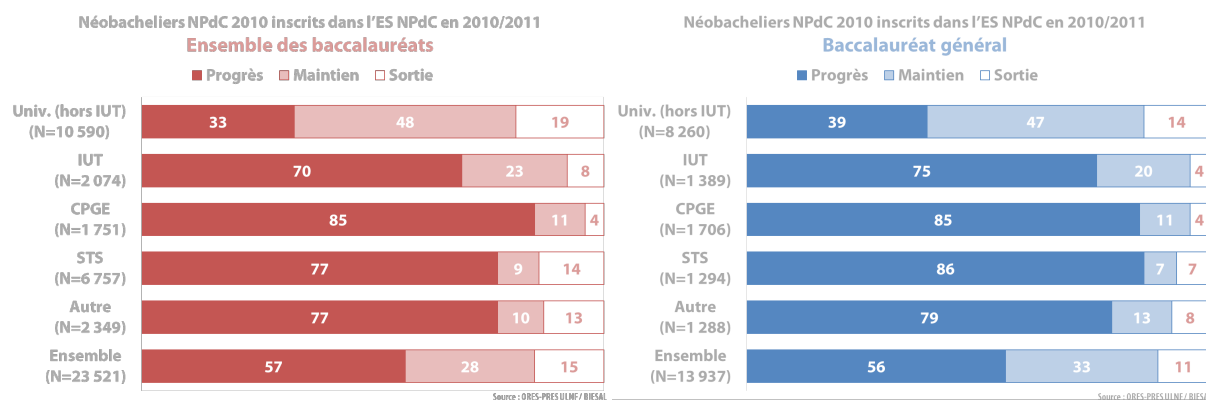 Néobacheliers NPdC 2010 inscrits dans l'ES NPdC en 2010/2011
Ensemble des baccalauréats
Progrès Maintien Sortie
Univ. (hors IUT)
(N=10 590)
33 48 19
IUT
(N=2 074)
70 23 8
CPGE
(N=1 751)
85 11 4
STS
(N=6 757)
77 9 14
Autre
(N=2 349)
77 10 13
Ensemble
(N=23 521)
57 28 15
Source : ORES-PRES ULNF/ BIESAL
Néobacheliers NPdC 2010 inscrits dans l'ES NPdC en 2010/2011
Baccalauréat général
Progrès Maintien Sortie
Univ. (hors IUT)
(N=8 260)
39 47 14
IUT
(N=1 389)
75 20 4
CPGE
(N=1 706)
85 11 4
STS
(N=1 294)
86 7 7
Autre
(N=1 288)
79 13 8
Ensemble
(N=13 937)
56 33 11
Source : ORES-PRES ULNF/ BIESA